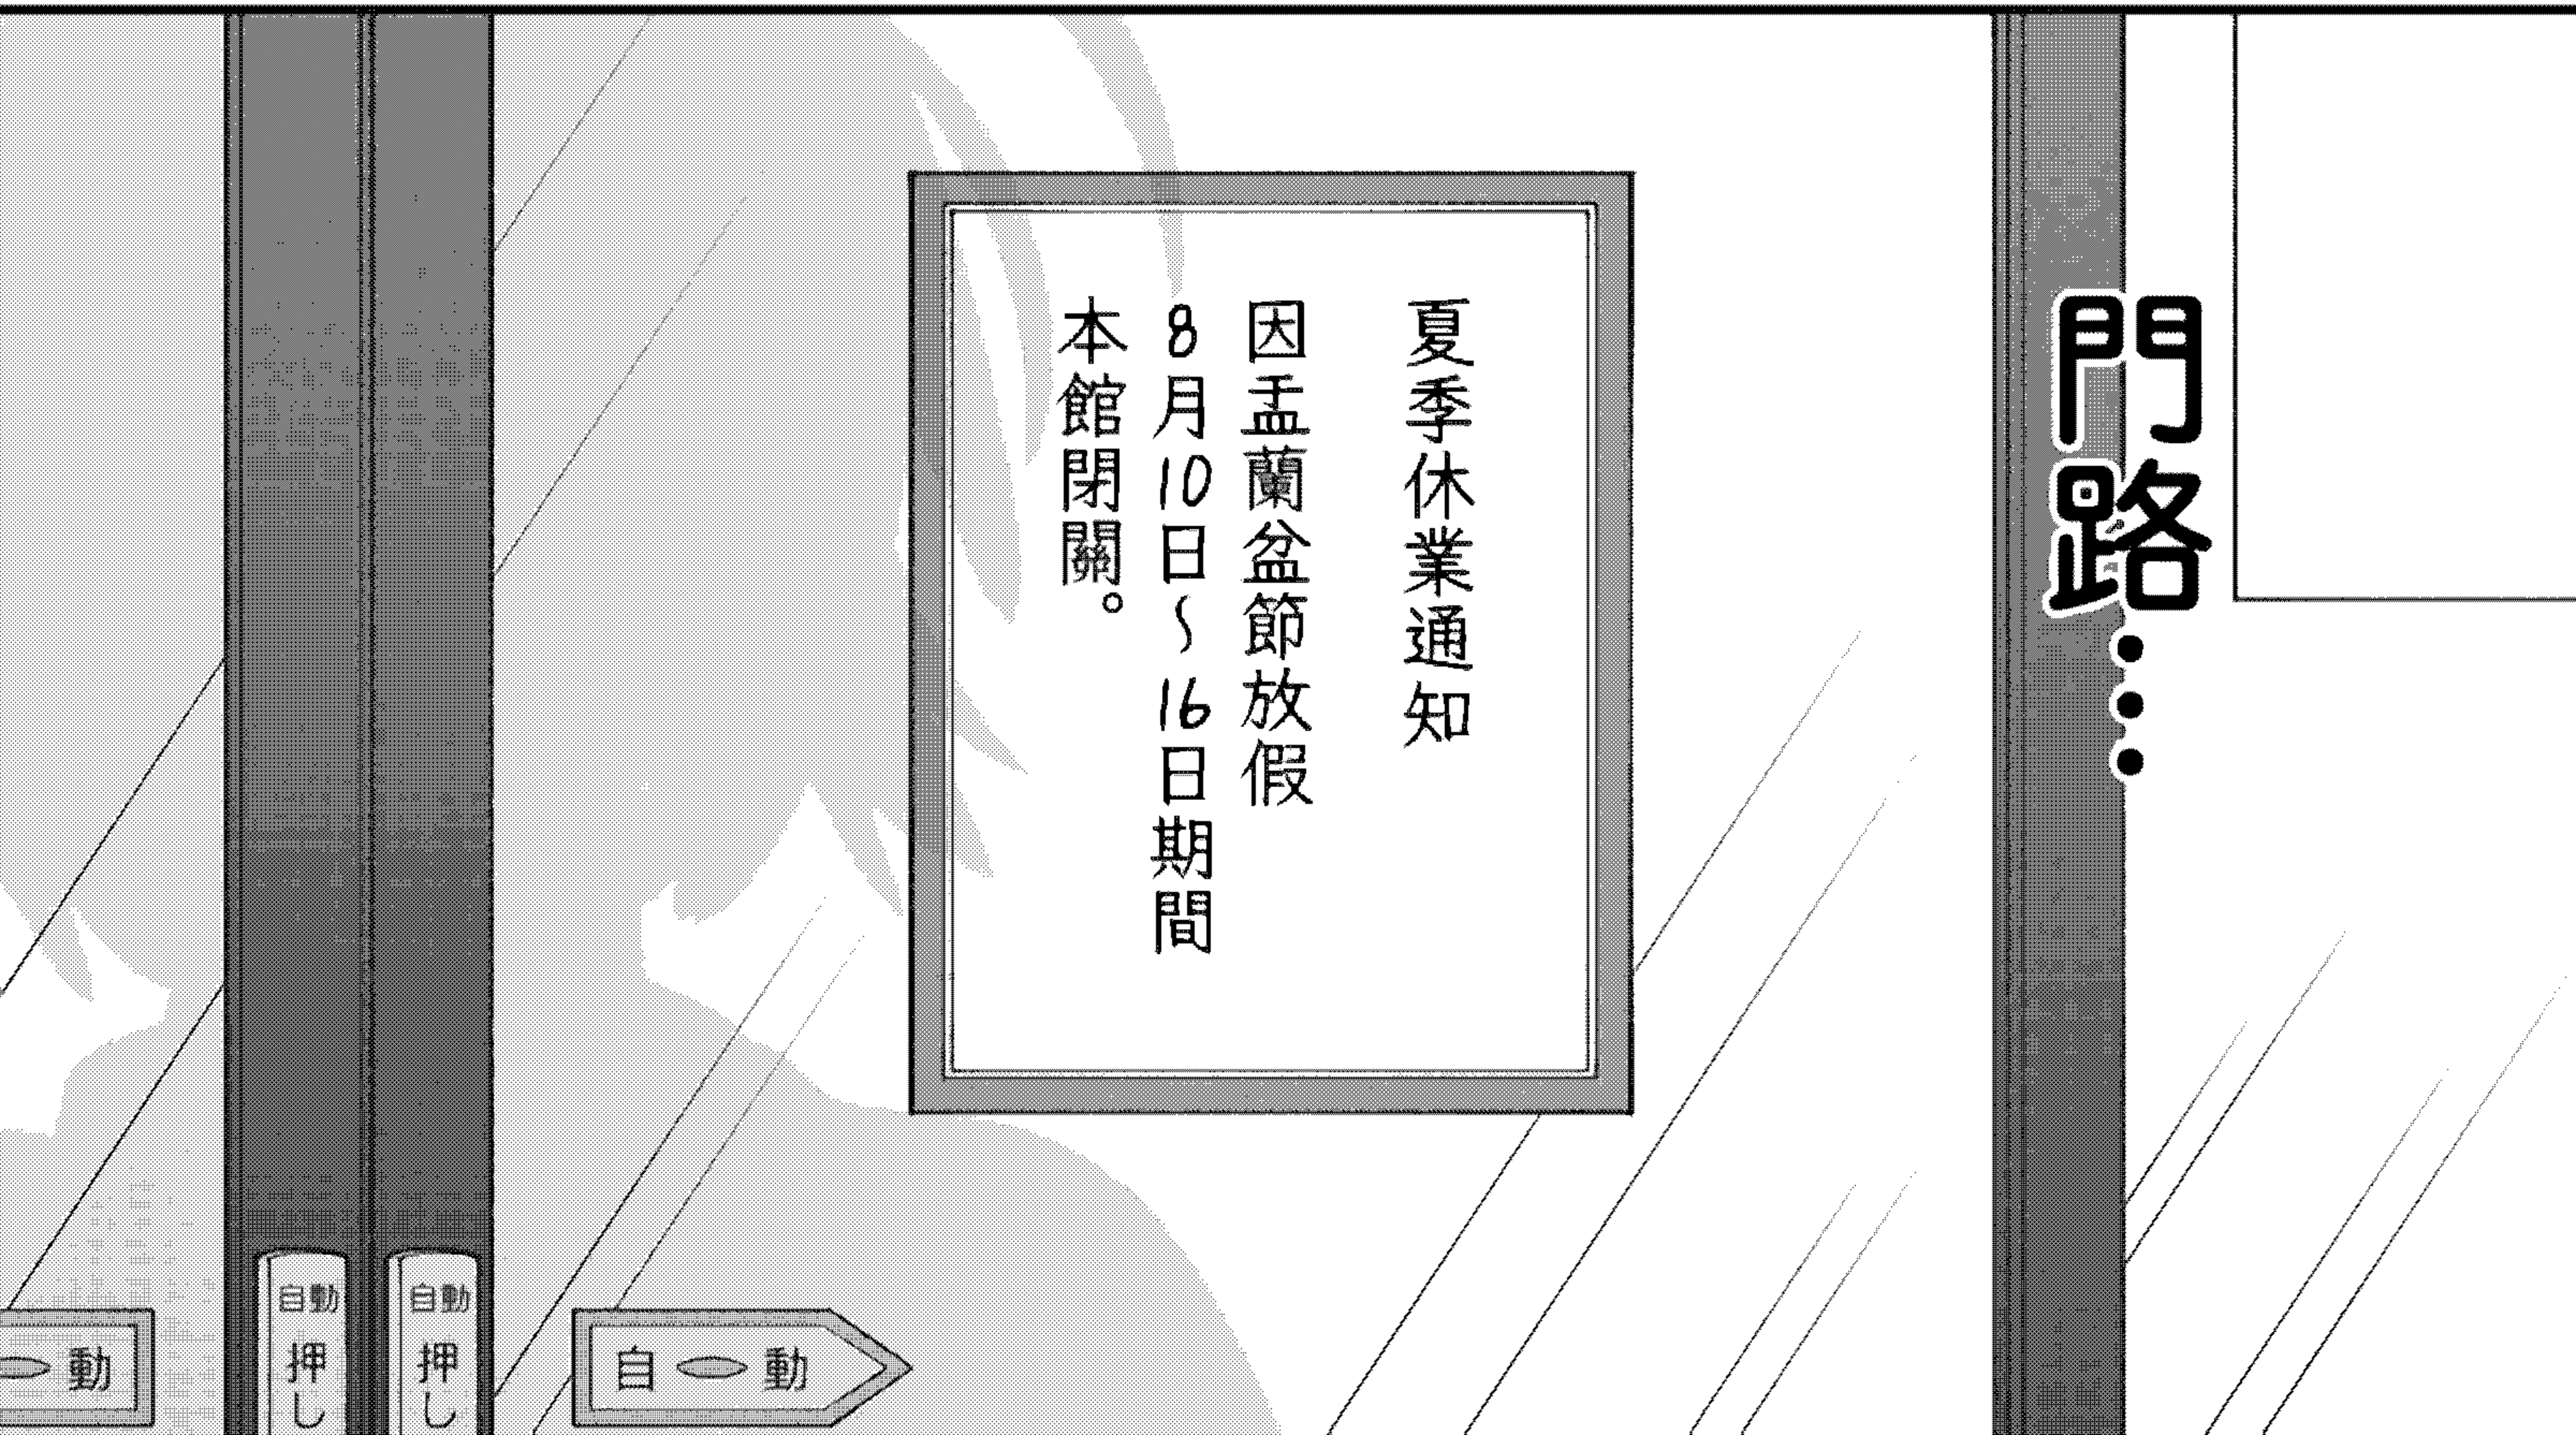 門路…
夏季休業通知
因盂蘭盆節放假
8月10日～16日期間
本館閉關。
自動
押し
自動
押し
自動
動